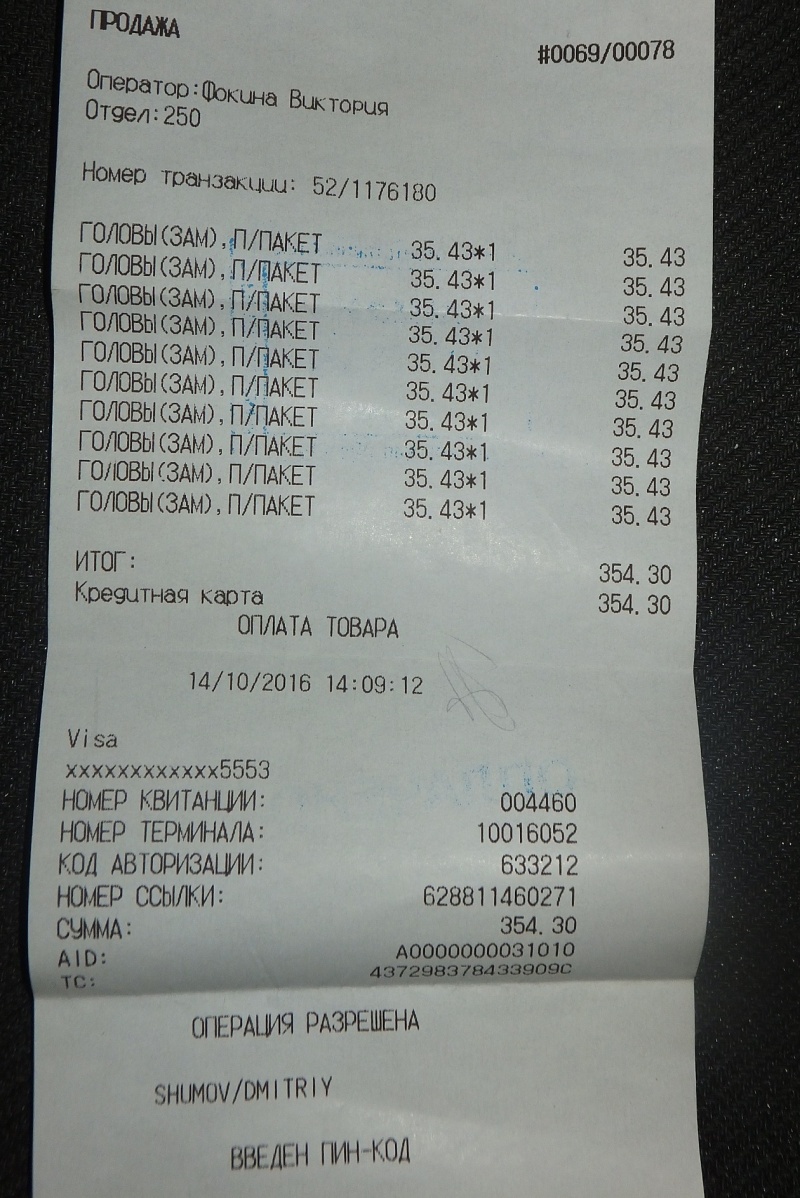 ПРОДАЖА
#0069/00078
Оператор:Фокина Виктория
Отдел:250
Номер транзакции: 52/1176180
ГОЛОВЫ(ЗАМ),П/ПАКЕТ 35.43*1 35.43
ГОЛОВЫ(ЗАМ),П/ПАКЕТ 35.43*1 35.43
ГОЛОВЫ(ЗАМ),П/ПАКЕТ 35.43*1 35.43
ГОЛОВЫ(ЗАМ),П/ПАКЕТ 35.43*1 35.43
ГОЛОВЫ(ЗАМ),П/ПАКЕТ 35.43*1 35.43
ГОЛОВЫ(ЗАМ),П/ПАКЕТ 35.43*1 35.43
ГОЛОВЫ(ЗАМ),П/ПАКЕТ 35.43*1 35.43
ГОЛОВЫ(ЗАМ),П/ПАКЕТ 35.43*1 35.43
ГОЛОВЫ(ЗАМ),П/ПАКЕТ 35.43*1 35.43
ГОЛОВЫ(ЗАМ),П/ПАКЕТ 35.43*1 35.43
ИТОГ: 354.30
Кредитная карта 354.30
ОПЛАТА ТОВАРА
14/10/2016 14:09:12
Visa
xxxxxxxxxxxx5553
НОМЕР КВИТАНЦИИ: 004460
НОМЕР ТЕРМИНАЛА: 10016052
КОД АВТОРИЗАЦИИ: 633212
НОМЕР ССЫЛКИ: 628811460271
СУММА: 354.30
AID: A0000000031010
TC: 437298378433909C
ОПЕРАЦИЯ РАЗРЕШЕНА
SHUMOV/DMITRIY
ВВЕДЕН ПИН-КОД